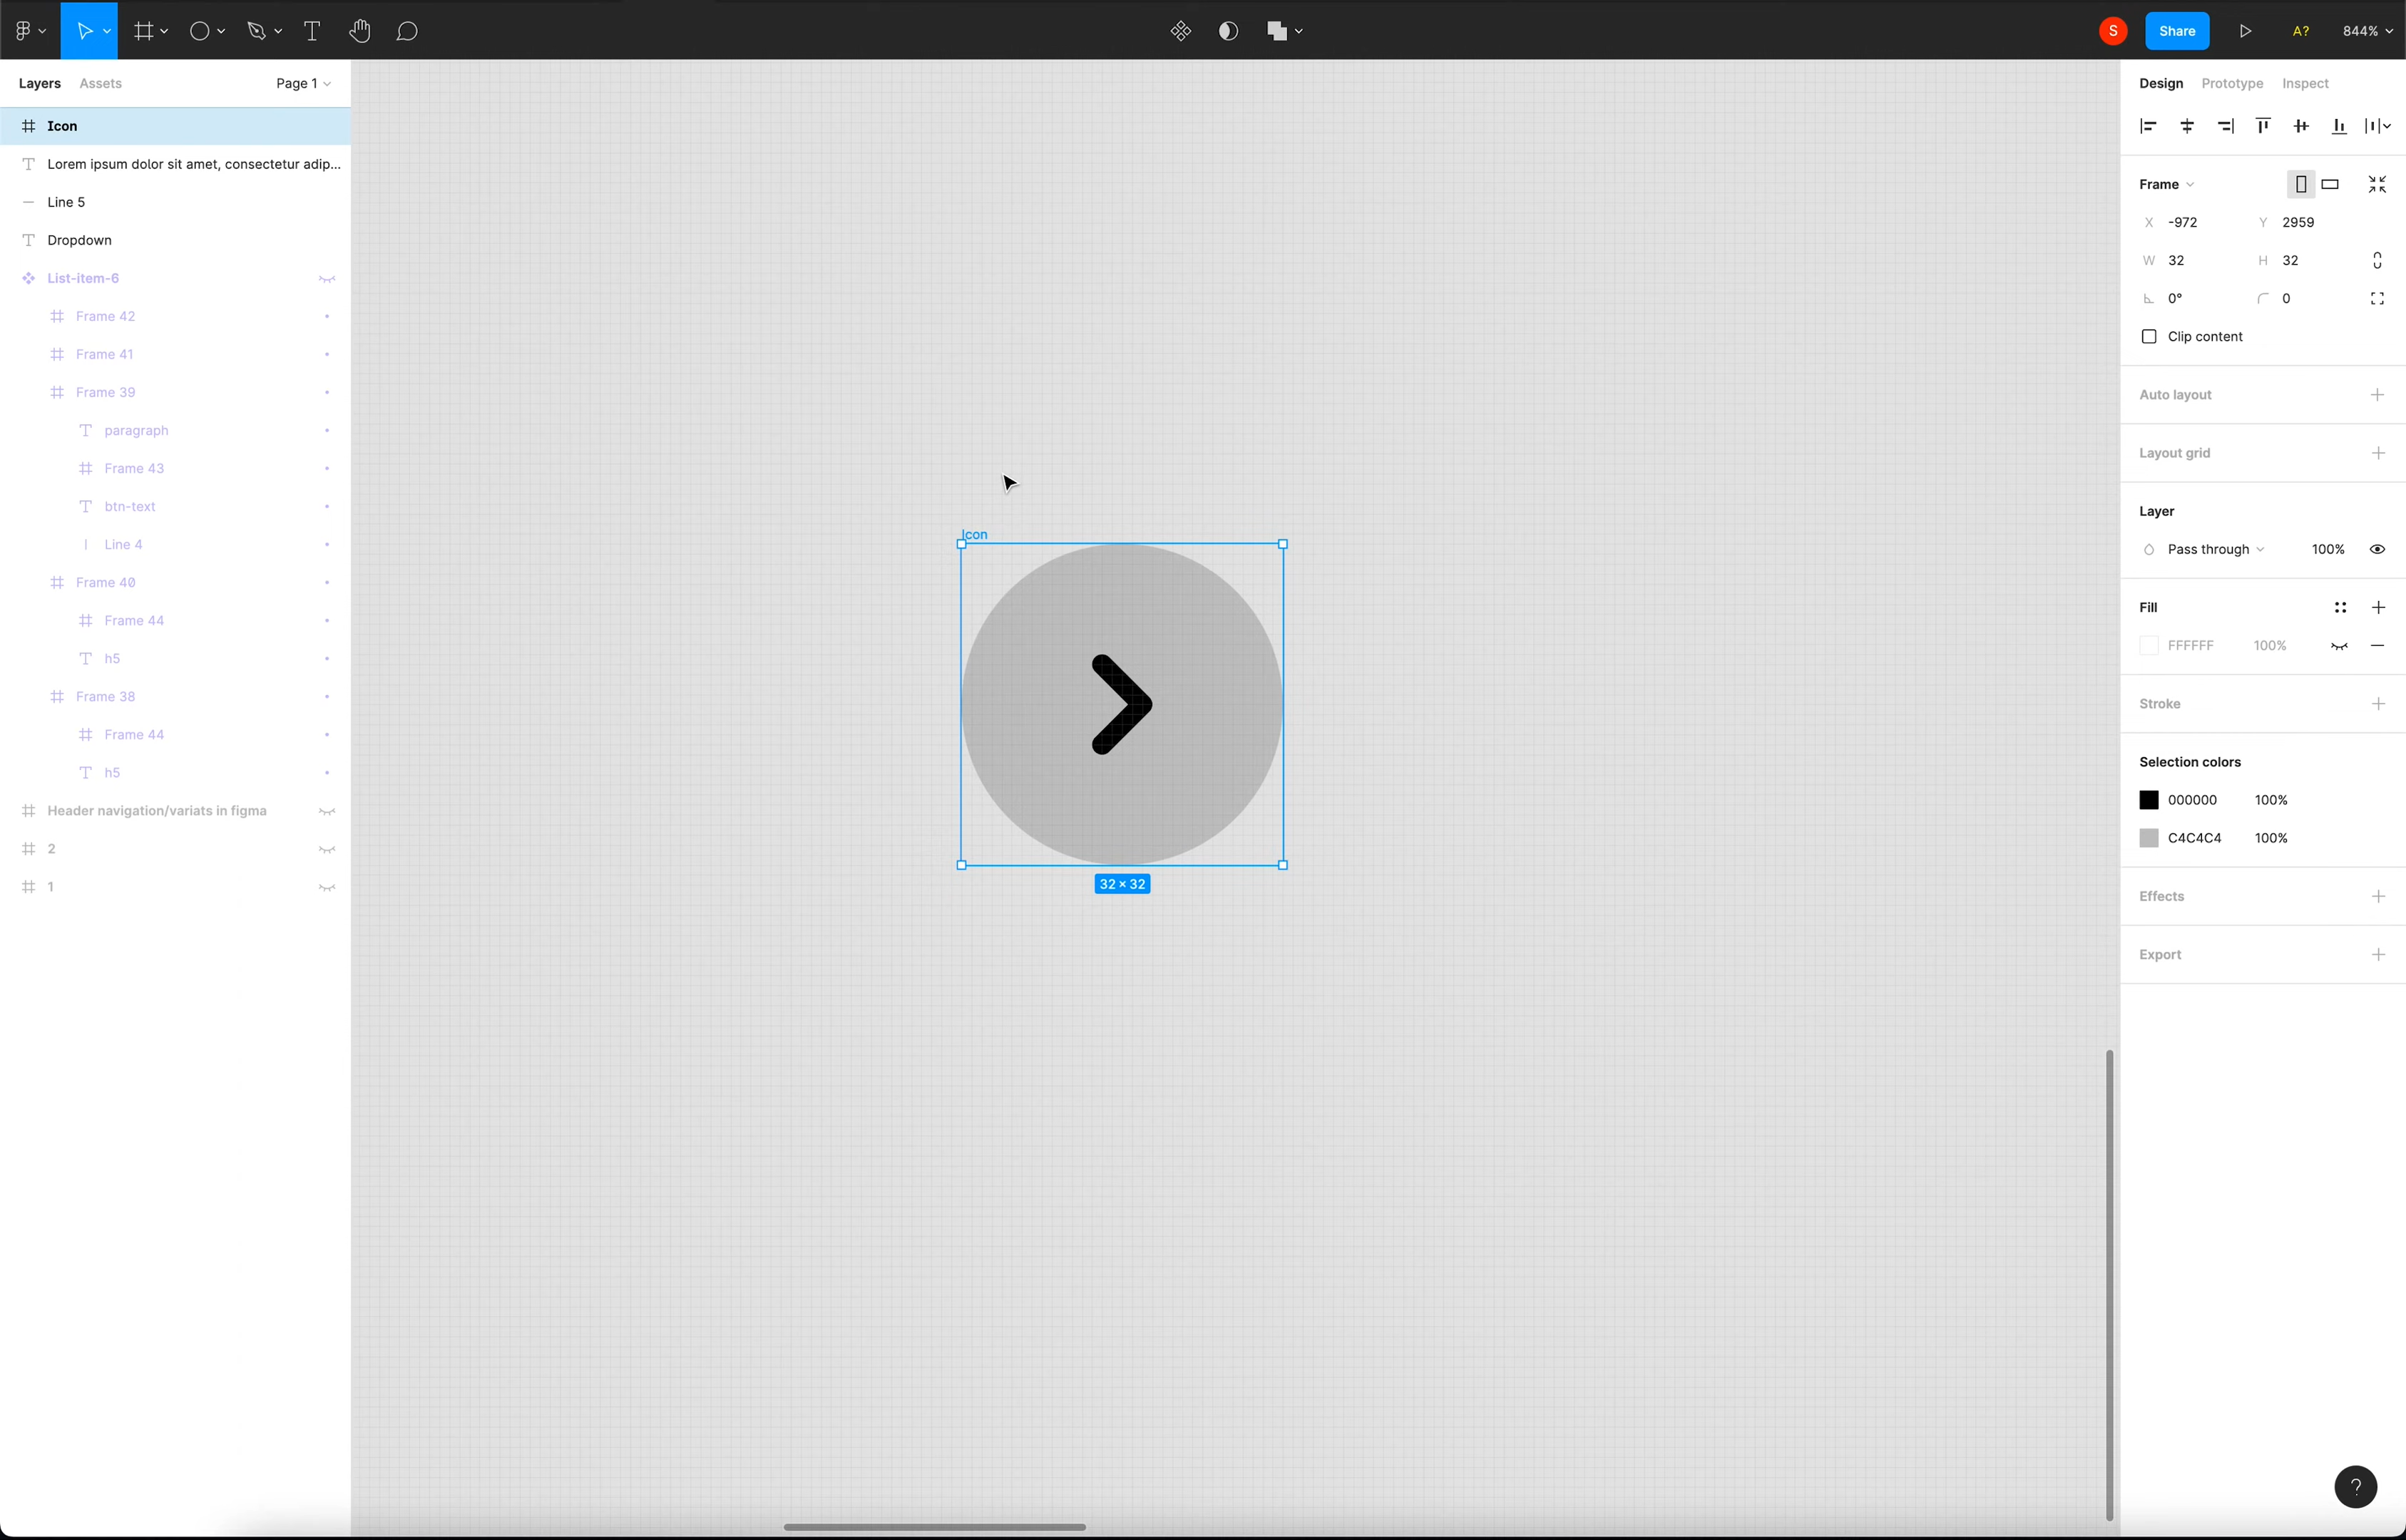 S
Share
A?
844%
Layers
Assets
Page 1
Icon
Lorem ipsum dolor sit amet, consectetur adip...
Line 5
Dropdown
List-item-6
Frame 42
Frame 41
Frame 39
paragraph
Frame 43
btn-text
Line 4
Frame 40
Frame 44
h5
Frame 38
Frame 44
h5
Header navigation/variats in figma
2
1
Icon
32 × 32
Design
Prototype
Inspect
Frame
X -972 Y 2959
W 32 H 32
0° 0
Clip content
Auto layout
Layout grid
Layer
Pass through 100%
Fill
FFFFFF 100%
Stroke
Selection colors
000000 100%
C4C4C4 100%
Effects
Export
?